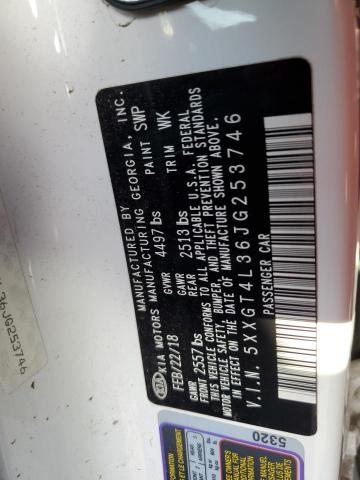 MANUFACTURED BY
KIA MOTORS MANUFACTURING GEORGIA, INC.
FEB/22/18 GVWR 4497 lbs PAINT SWP
GAWR FRONT 2557 lbs GAWR REAR 2513 lbs TRIM WK
THIS VEHICLE CONFORMS TO ALL APPLICABLE U.S.A. FEDERAL
MOTOR VEHICLE SAFETY, BUMPER, AND THEFT PREVENTION STANDARDS
IN EFFECT ON THE DATE OF MANUFACTURE SHOWN ABOVE.
V.I.N. 5XXGT4L36JG253746
PASSENGER CAR
5320
36JG253746